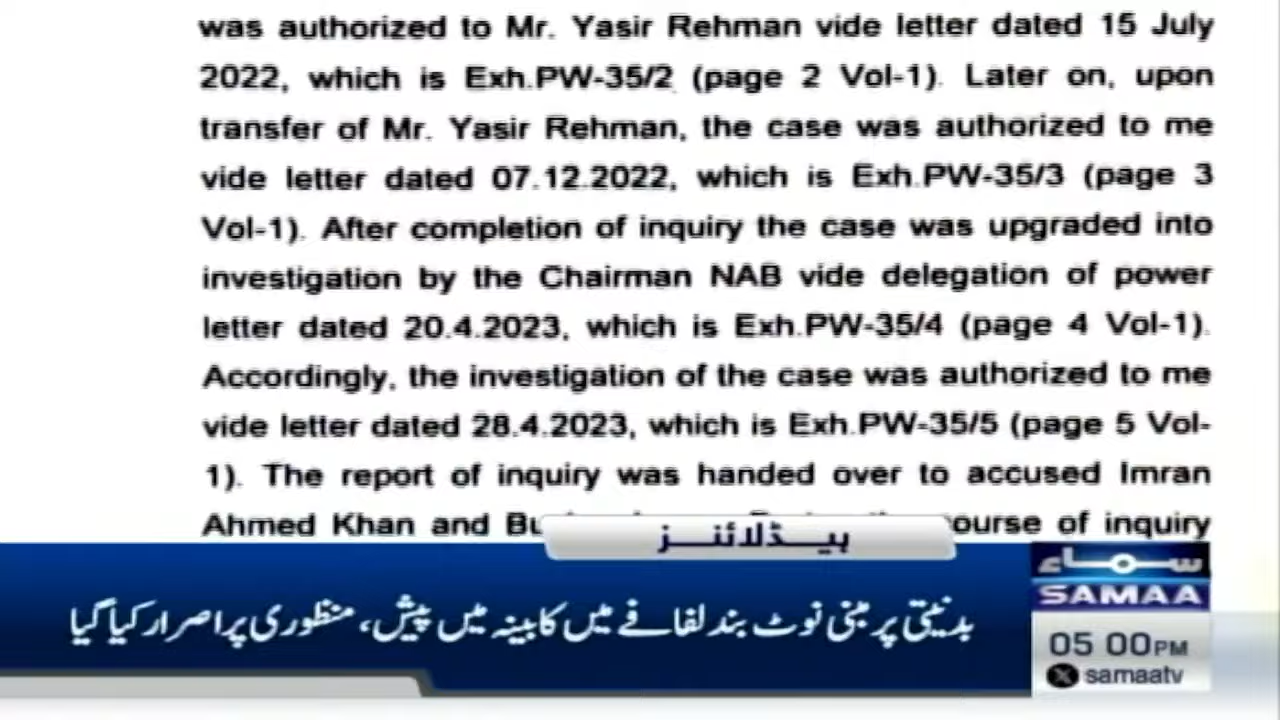 was authorized to Mr. Yasir Rehman vide letter dated 15 July
2022, which is Exh.PW-35/2 (page 2 Vol-1). Later on, upon
transfer of Mr. Yasir Rehman, the case was authorized to me
vide letter dated 07.12.2022, which is Exh.PW-35/3 (page 3
Vol-1). After completion of inquiry the case was upgraded into
investigation by the Chairman NAB vide delegation of power
letter dated 20.4.2023, which is Exh.PW-35/4 (page 4 Vol-1).
Accordingly, the investigation of the case was authorized to me
vide letter dated 28.4.2023, which is Exh.PW-35/5 (page 5 Vol-
1). The report of inquiry was handed over to accused Imran
Ahmed Khan and course of inquiry
ہیڈلائنز
بدنیتی پر مبنی نوٹ بند لفافے میں کابینہ میں پیش، منظوری پر اصرار کیا گیا
سماء
SAMAA
05 00PM
X samaatv